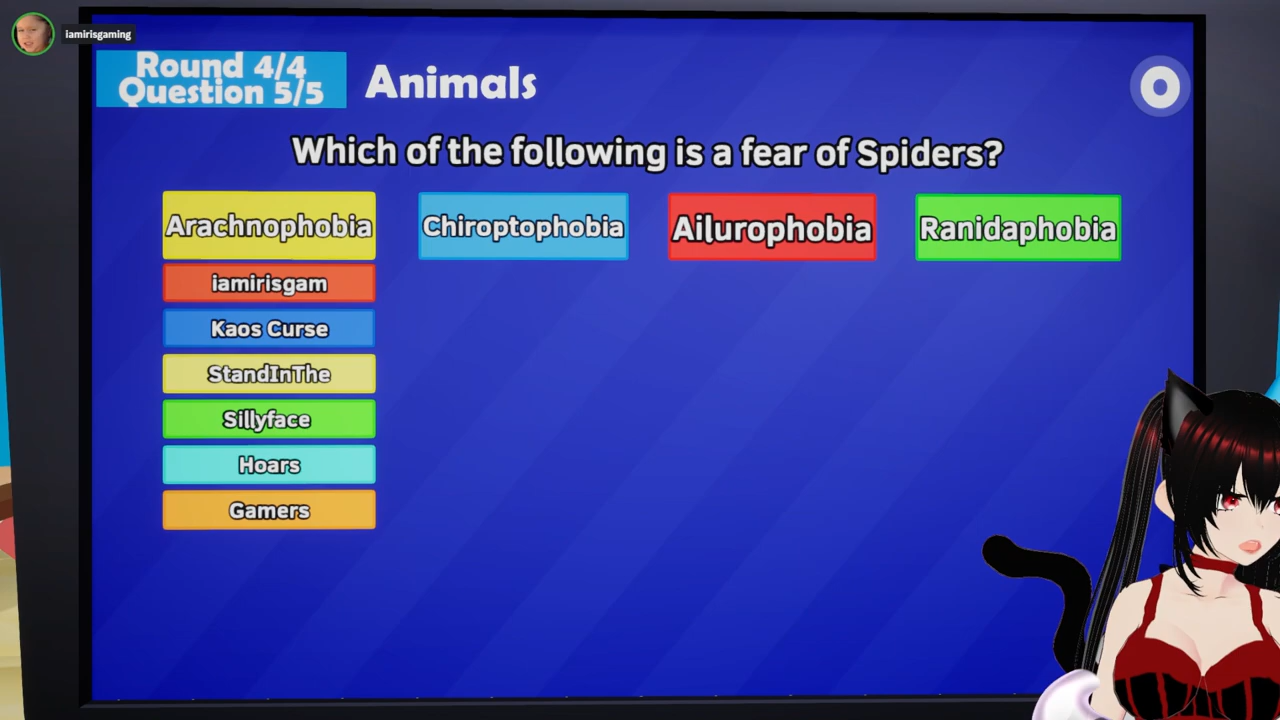 iamirisgaming
Round 4/4
Question 5/5
Animals
0
Which of the following is a fear of Spiders?
Arachnophobia
Chiroptophobia
Ailurophobia
Ranidaphobia
iamirisgam
Kaos Curse
StandInThe
Sillyface
Hoars
Gamers